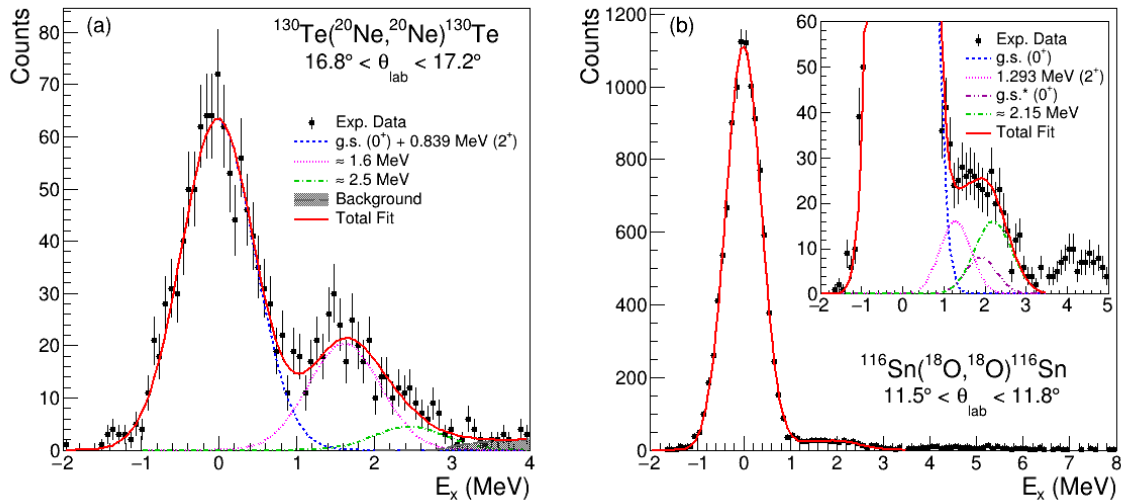 (a)
¹³⁰Te(²⁰Ne,²⁰Ne)¹³⁰Te
16.8° < θ_lab < 17.2°
Exp. Data
g.s. (0⁺) + 0.839 MeV (2⁺)
≈ 1.6 MeV
≈ 2.5 MeV
Background
Total Fit
Counts
80
70
60
50
40
30
20
10
0
−2 −1 0 1 2 3 4
Eₓ (MeV)
(b)
Counts
1200
1000
800
600
400
200
0
−2 −1 0 1 2 3 4 5 6 7 8
Eₓ (MeV)
60
50
40
30
20
10
0
−2 −1 0 1 2 3 4 5
Exp. Data
g.s. (0⁺)
1.293 MeV (2⁺)
g.s.* (0⁺)
≈ 2.15 MeV
Total Fit
¹¹⁶Sn(¹⁸O,¹⁸O)¹¹⁶Sn
11.5° < θ_lab < 11.8°